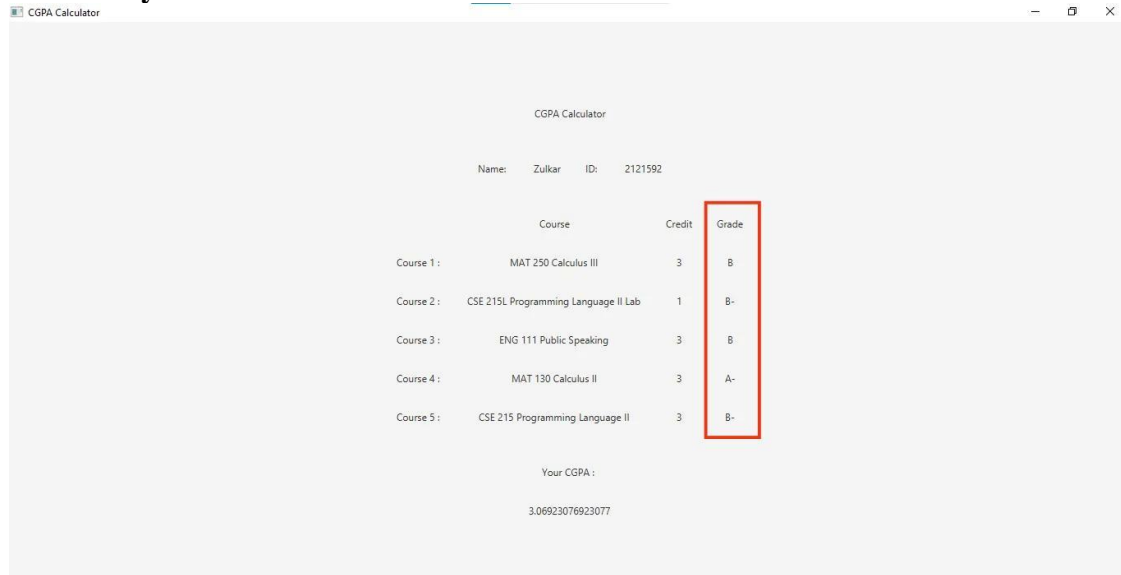 CGPA Calculator
CGPA Calculator
Name: Zulkar ID: 2121592
Course Credit Grade
Course 1 : MAT 250 Calculus III 3 B
Course 2 : CSE 215L Programming Language II Lab 1 B-
Course 3 : ENG 111 Public Speaking 3 B
Course 4 : MAT 130 Calculus II 3 A-
Course 5 : CSE 215 Programming Language II 3 B-
Your CGPA :
3.06923076923077